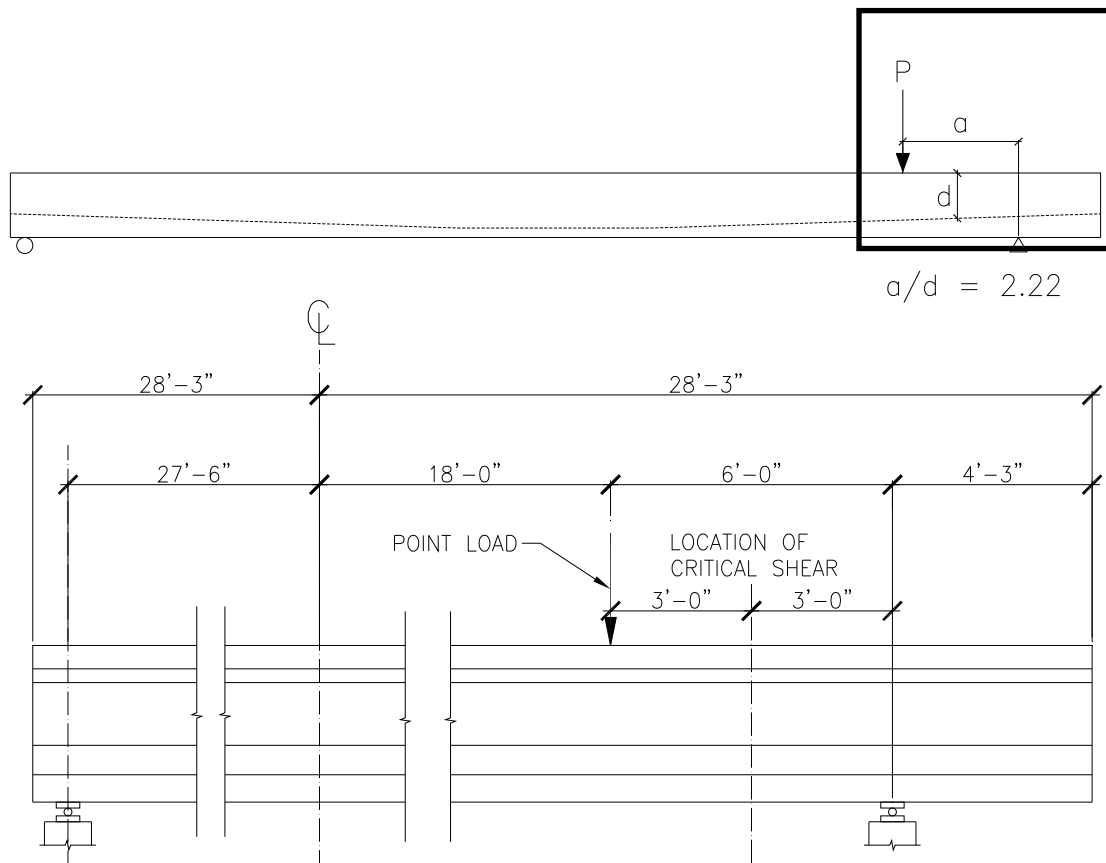 P
a
d
a/d = 2.22
℄
28'-3" 28'-3"
27'-6" 18'-0" 6'-0" 4'-3"
POINT LOAD
LOCATION OF
CRITICAL SHEAR
3'-0" 3'-0"